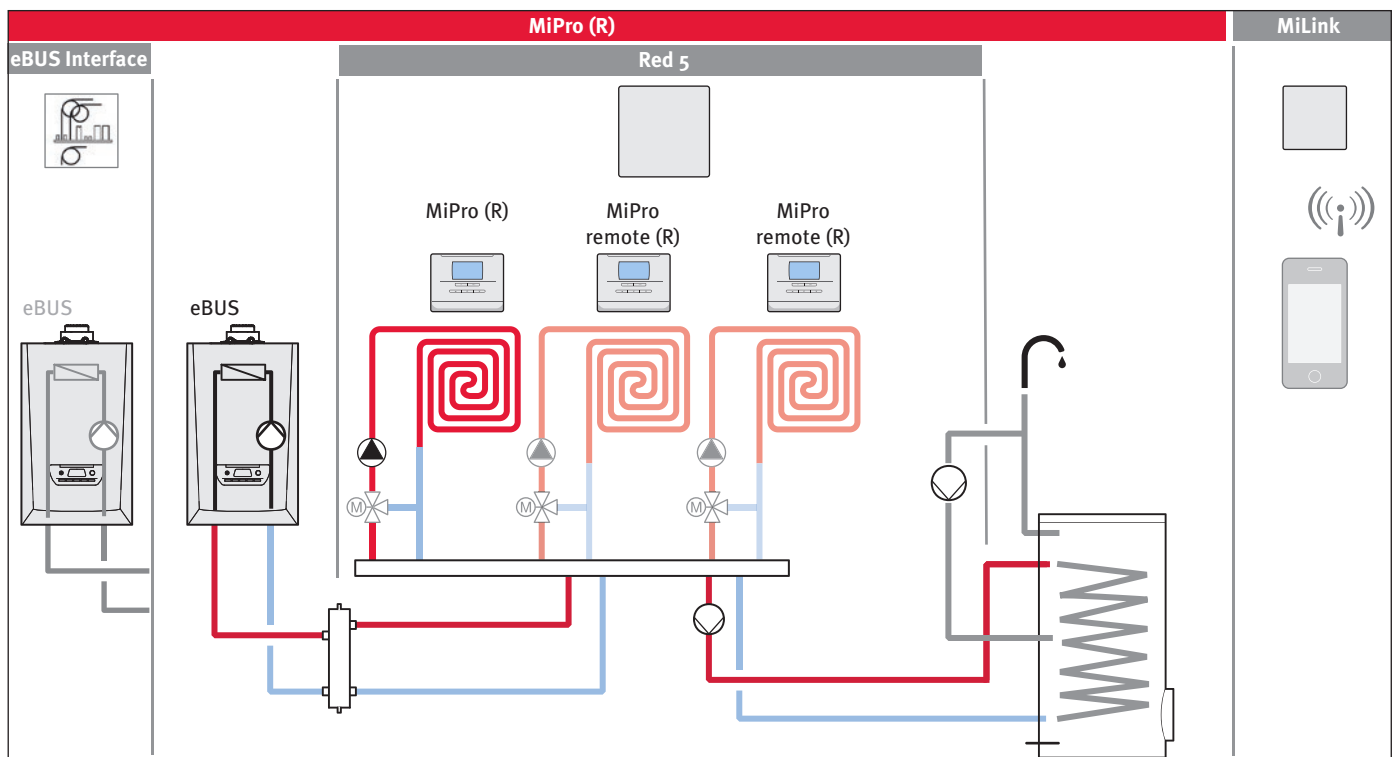 MiPro (R)
MiLink
eBUS Interface
Red 5
MiPro (R)
MiPro
remote (R)
MiPro
remote (R)
eBUS
eBUS
M
M
M